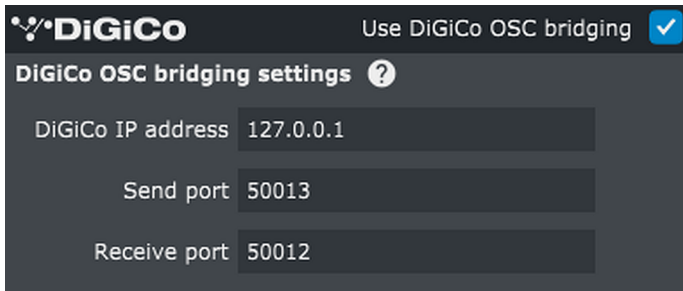 DiGiCo Use DiGiCo OSC bridging
DiGiCo OSC bridging settings ?
DiGiCo IP address 127.0.0.1
Send port 50013
Receive port 50012